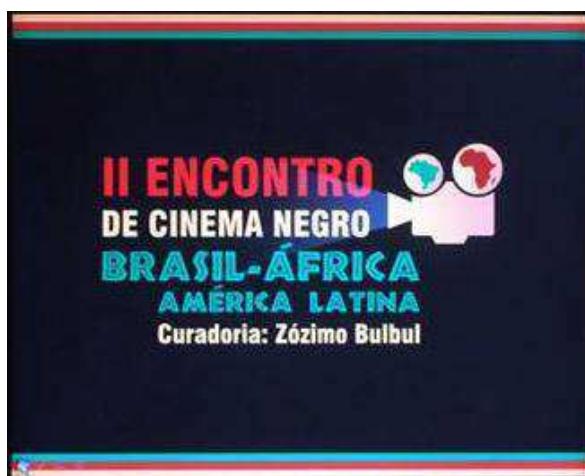 II ENCONTRO
DE CINEMA NEGRO
BRASIL-ÁFRICA
AMÉRICA LATINA
Curadoria: Zózimo Bulbul